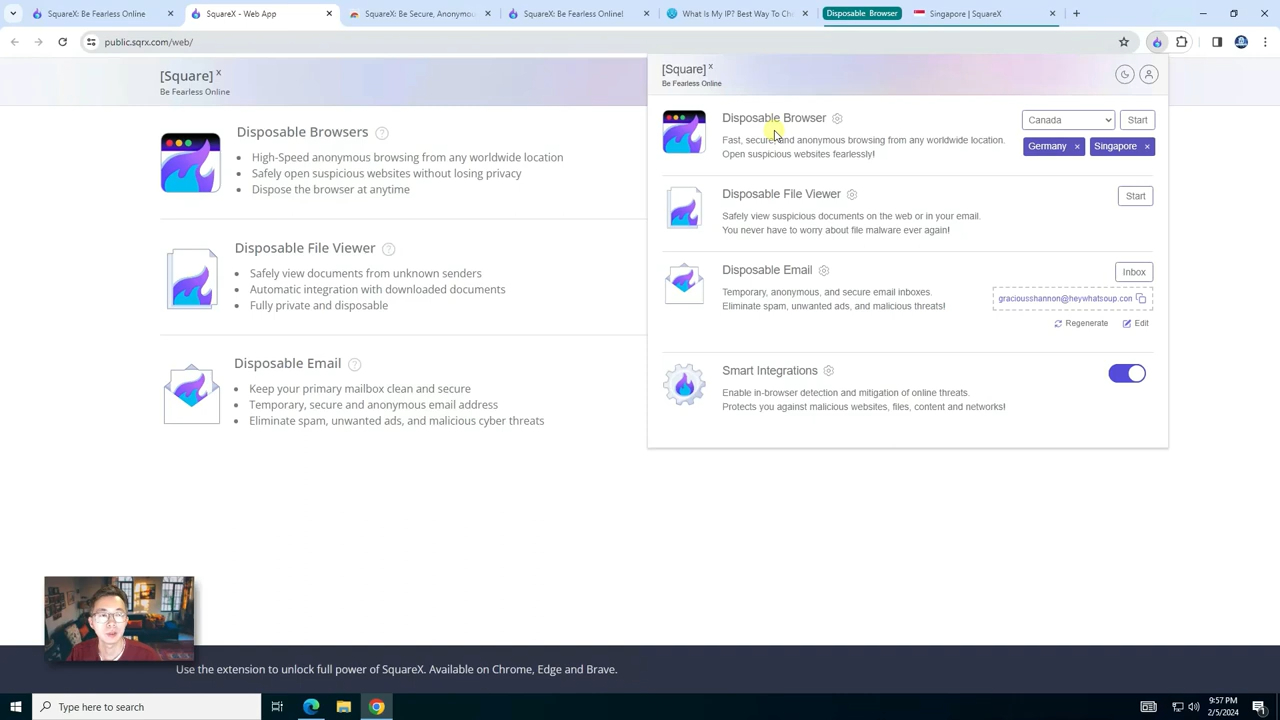 SquareX: Be Fearless Onl
SquareX - Web App
SquareX: Be Secure, Anonymou
SquareX: Be Fearless Online
What Is My IP? Best Way To Che
Disposable Browser
Singapore | SquareX
public.sqrx.com/web/
[Square] x
Be Fearless Online
Disposable Browsers
High-Speed anonymous browsing from any worldwide location
Safely open suspicious websites without losing privacy
Dispose the browser at anytime
Disposable File Viewer
Safely view documents from unknown senders
Automatic integration with downloaded documents
Fully private and disposable
Disposable Email
Keep your primary mailbox clean and secure
Temporary, secure and anonymous email address
Eliminate spam, unwanted ads, and malicious cyber threats
[Square] x
Be Fearless Online
Disposable Browser
Fast, secure and anonymous browsing from any worldwide location.
Open suspicious websites fearlessly!
Canada
Start
Germany ×
Singapore ×
Disposable File Viewer
Safely view suspicious documents on the web or in your email.
You never have to worry about file malware ever again!
Start
Disposable Email
Temporary, anonymous, and secure email inboxes.
Eliminate spam, unwanted ads, and malicious threats!
Inbox
graciousshannon@heywhatsoup.con
Regenerate
Edit
Smart Integrations
Enable in-browser detection and mitigation of online threats.
Protects you against malicious websites, files, content and networks!
Use the extension to unlock full power of SquareX. Available on Chrome, Edge and Brave.
Type here to search
9:57 PM
2/5/2024